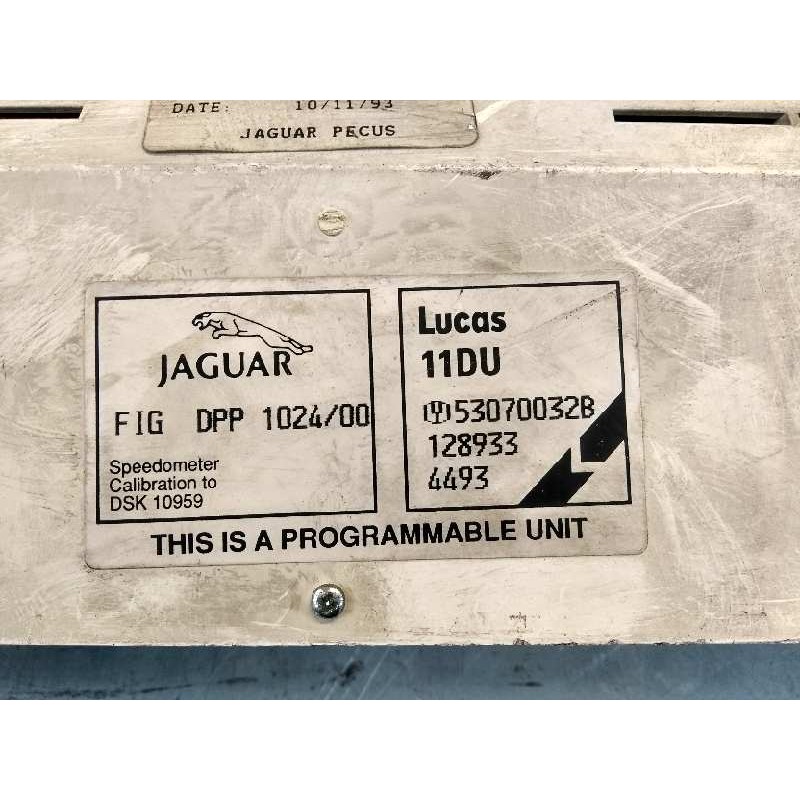 DATE: 10/11/93
JAGUAR PECUS
JAGUAR
FIG DPP 1024/00
Speedometer
Calibration to
DSK 10959
Lucas
11DU
53070032B
128933
4493
THIS IS A PROGRAMMABLE UNIT